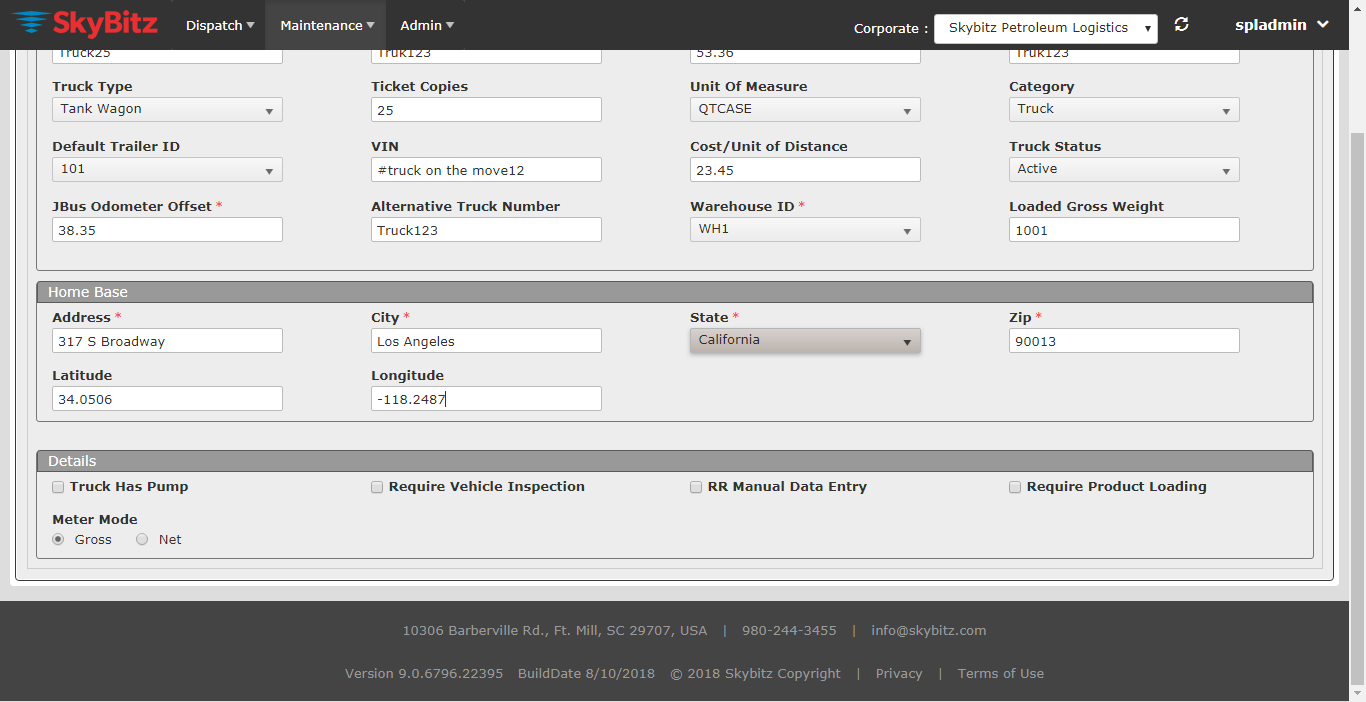 SkyBitz Dispatch Maintenance Admin Corporate : Skybitz Petroleum Logistics spladmin
Truck25 Truk123 53.36 Truk123
Truck Type Ticket Copies Unit Of Measure Category
Tank Wagon 25 QTCASE Truck
Default Trailer ID VIN Cost/Unit of Distance Truck Status
101 #truck on the move12 23.45 Active
JBus Odometer Offset * Alternative Truck Number Warehouse ID * Loaded Gross Weight
38.35 Truck123 WH1 1001
Home Base
Address * City * State * Zip *
317 S Broadway Los Angeles California 90013
Latitude Longitude
34.0506 -118.2487
Details
Truck Has Pump Require Vehicle Inspection RR Manual Data Entry Require Product Loading
Meter Mode
Gross Net
10306 Barberville Rd., Ft. Mill, SC 29707, USA | 980-244-3455 | info@skybitz.com
Version 9.0.6796.22395 BuildDate 8/10/2018 © 2018 Skybitz Copyright | Privacy | Terms of Use